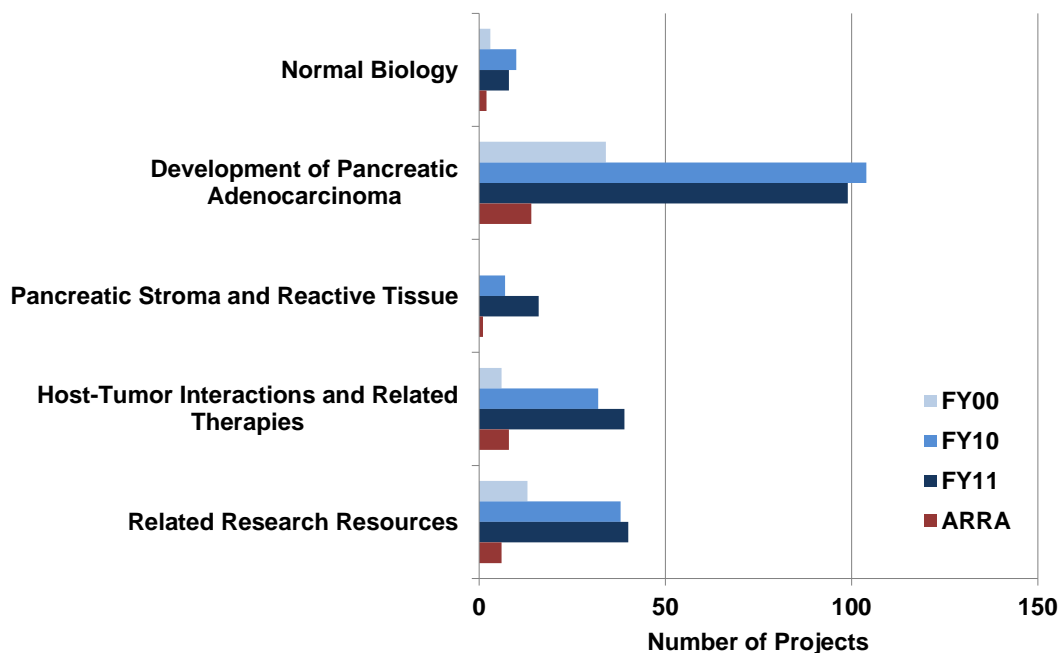 Normal Biology
Development of Pancreatic
Adenocarcinoma
Pancreatic Stroma and Reactive Tissue
Host-Tumor Interactions and Related
Therapies
Related Research Resources
FY00
FY10
FY11
ARRA
0 50 100 150
Number of Projects